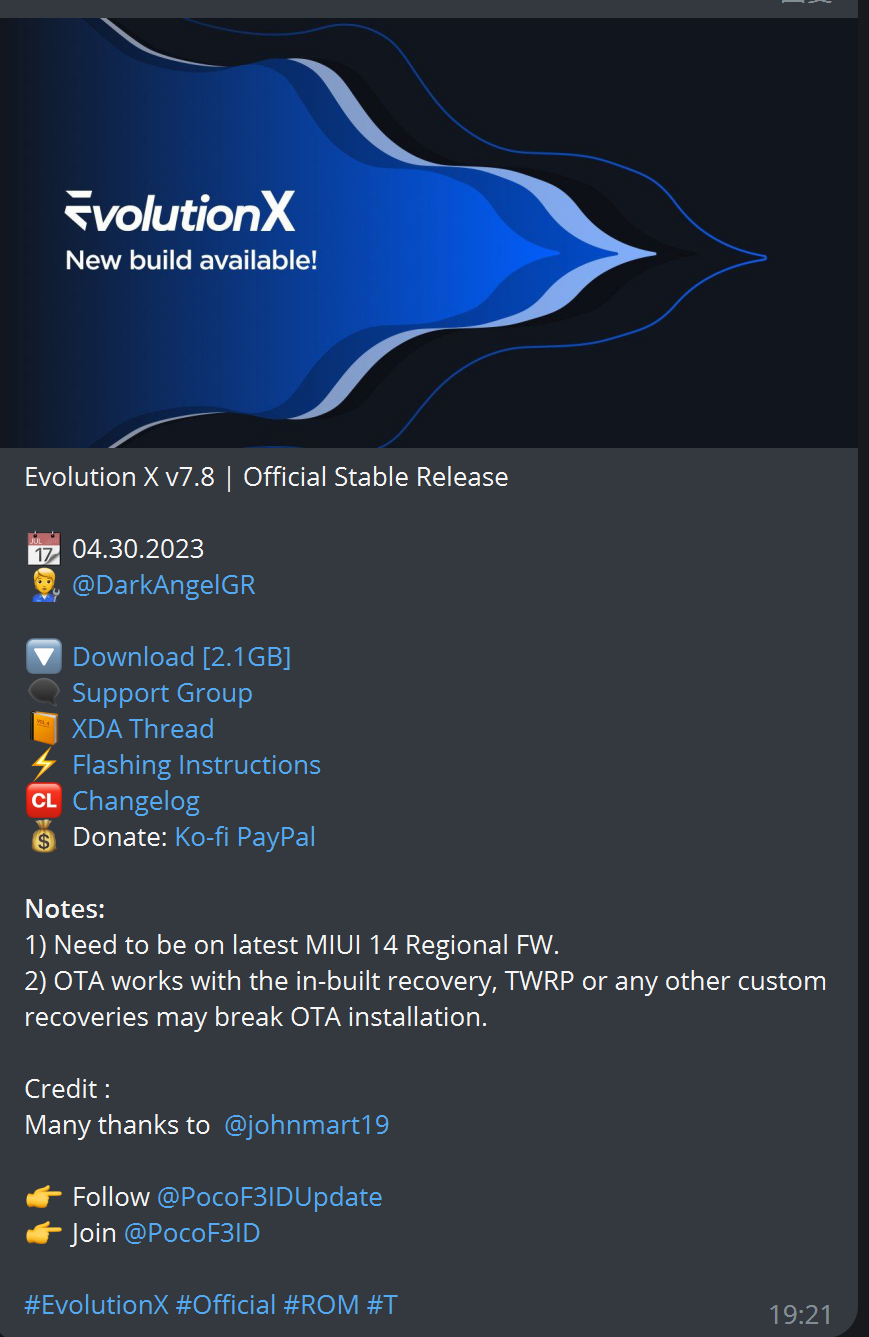 EvolutionX
New build available!
Evolution X v7.8 | Official Stable Release
04.30.2023
@DarkAngelGR
Download [2.1GB]
Support Group
XDA Thread
Flashing Instructions
CL Changelog
Donate: Ko-fi PayPal
Notes:
1) Need to be on latest MIUI 14 Regional FW.
2) OTA works with the in-built recovery, TWRP or any other custom
recoveries may break OTA installation.
Credit :
Many thanks to @johnmart19
Follow @PocoF3IDUpdate
Join @PocoF3ID
#EvolutionX #Official #ROM #T
19:21